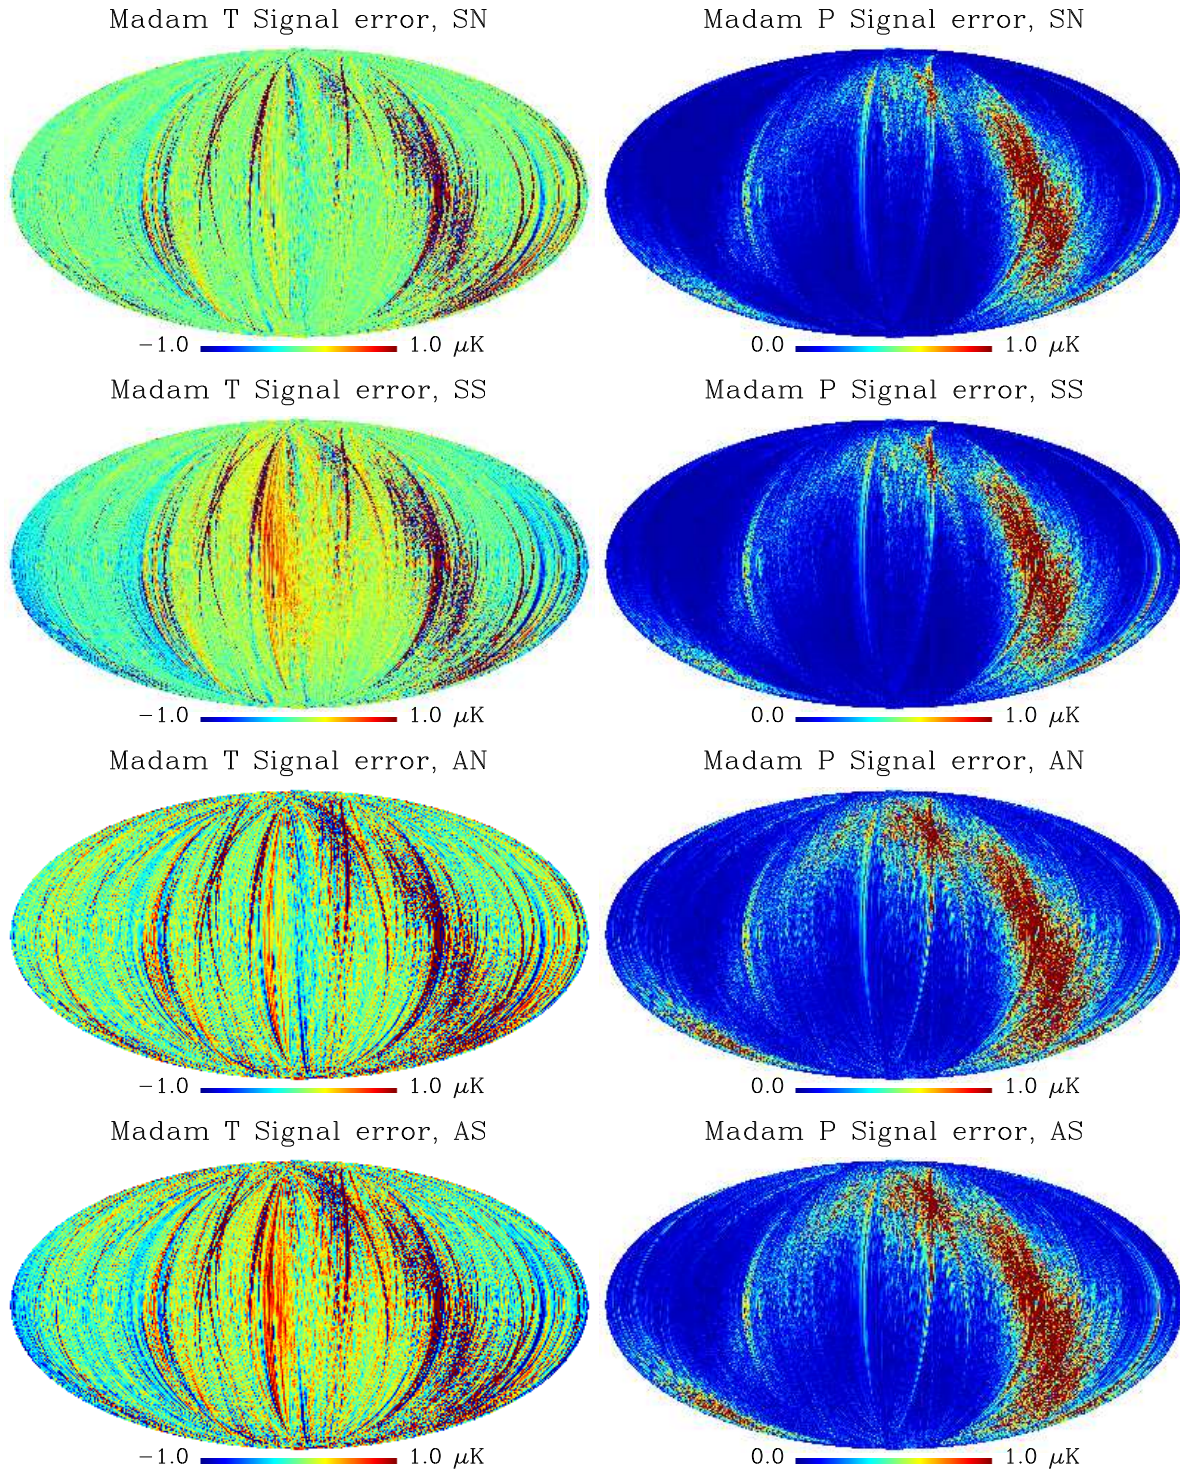 Madam T Signal error, SN
Madam P Signal error, SN
−1.0 1.0 μK
0.0 1.0 μK
Madam T Signal error, SS
Madam P Signal error, SS
−1.0 1.0 μK
0.0 1.0 μK
Madam T Signal error, AN
Madam P Signal error, AN
−1.0 1.0 μK
0.0 1.0 μK
Madam T Signal error, AS
Madam P Signal error, AS
−1.0 1.0 μK
0.0 1.0 μK